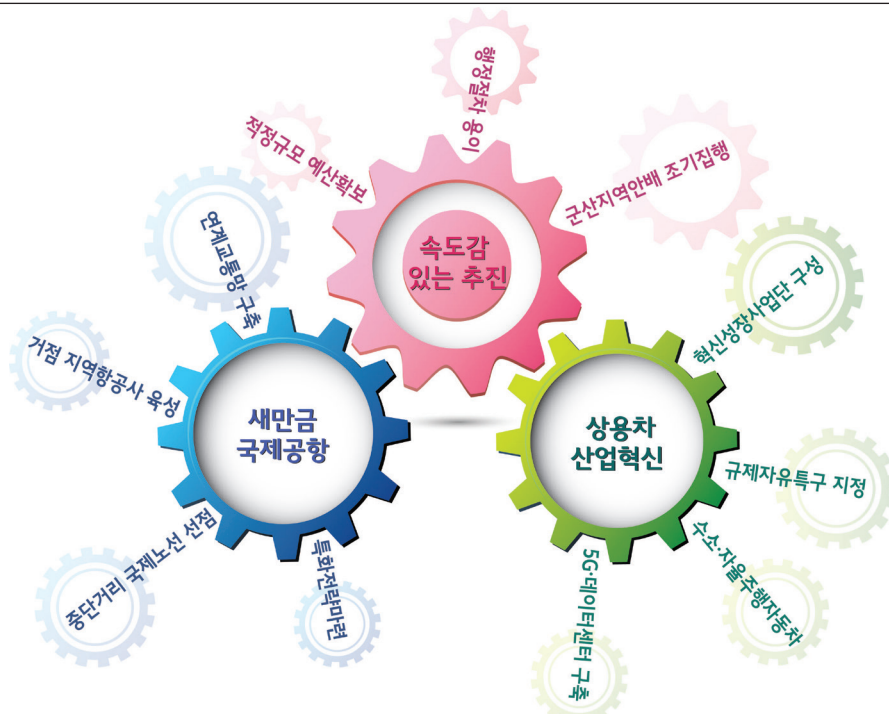 행정절차 용이
적정규모 예산확보
군산지역안배 조기집행
속도감
있는 추진
연계교통망 구축
거점 지역항공사 육성
새만금
국제공항
중단거리 국제노선 선점
특화전략마련
혁신성장사업단 구성
상용차
산업혁신
규제자유특구 지정
수소·자율주행자동차
5G·데이터센터 구축